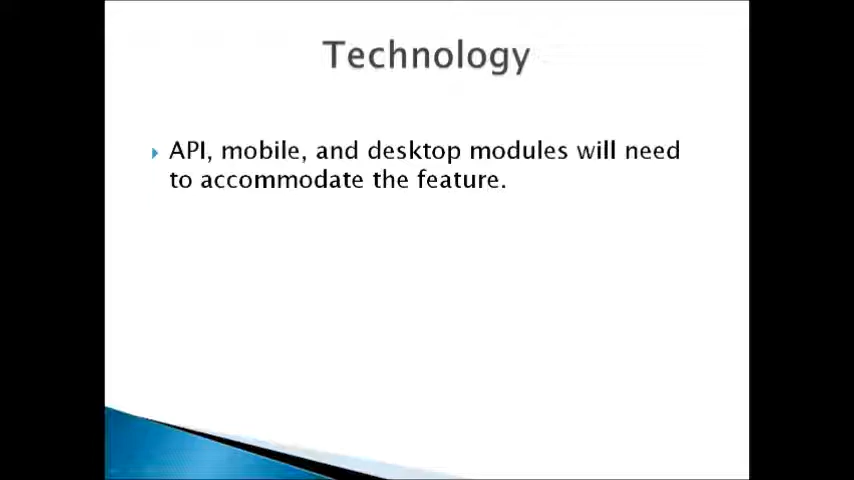 Technology
API, mobile, and desktop modules will need
to accommodate the feature.